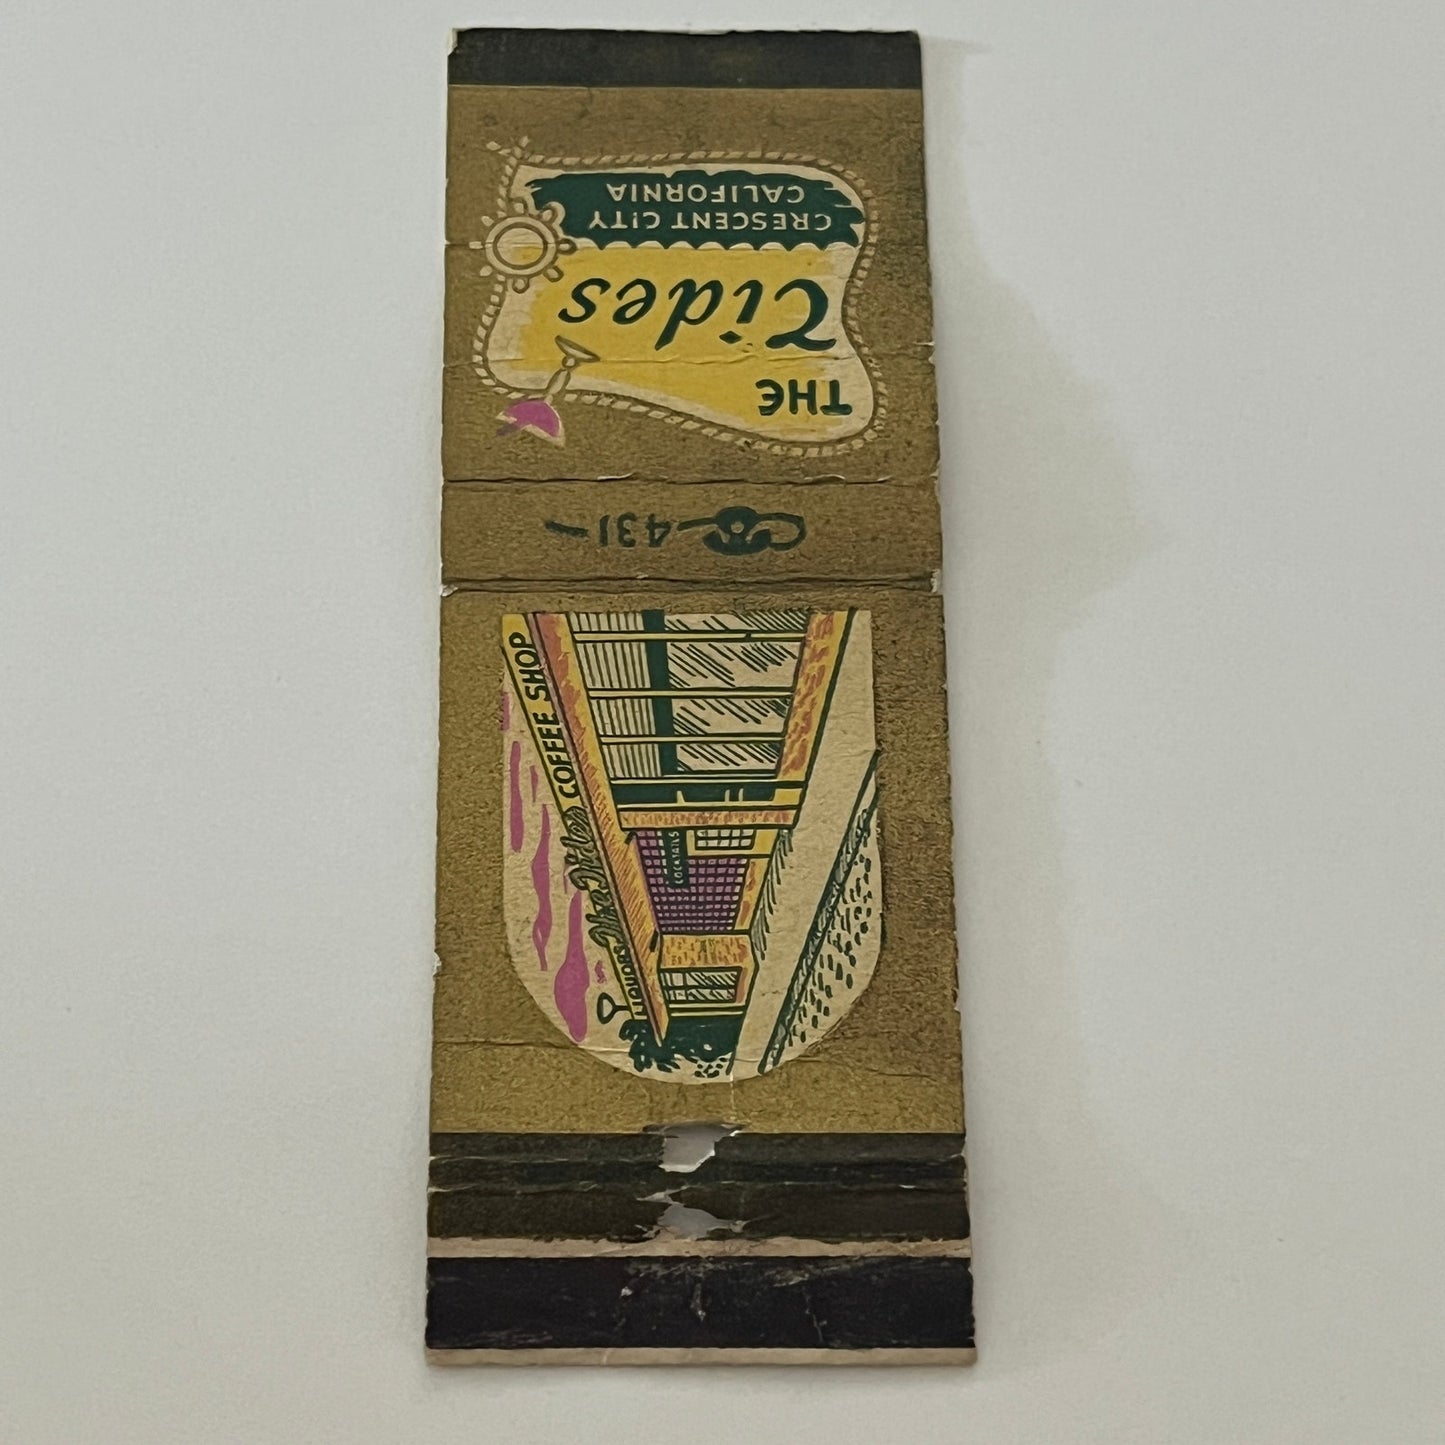 THE
Tides
CRESCENT CITY
CALIFORNIA
431
LIQUORS The Tides COFFEE SHOP
COCKTAILS